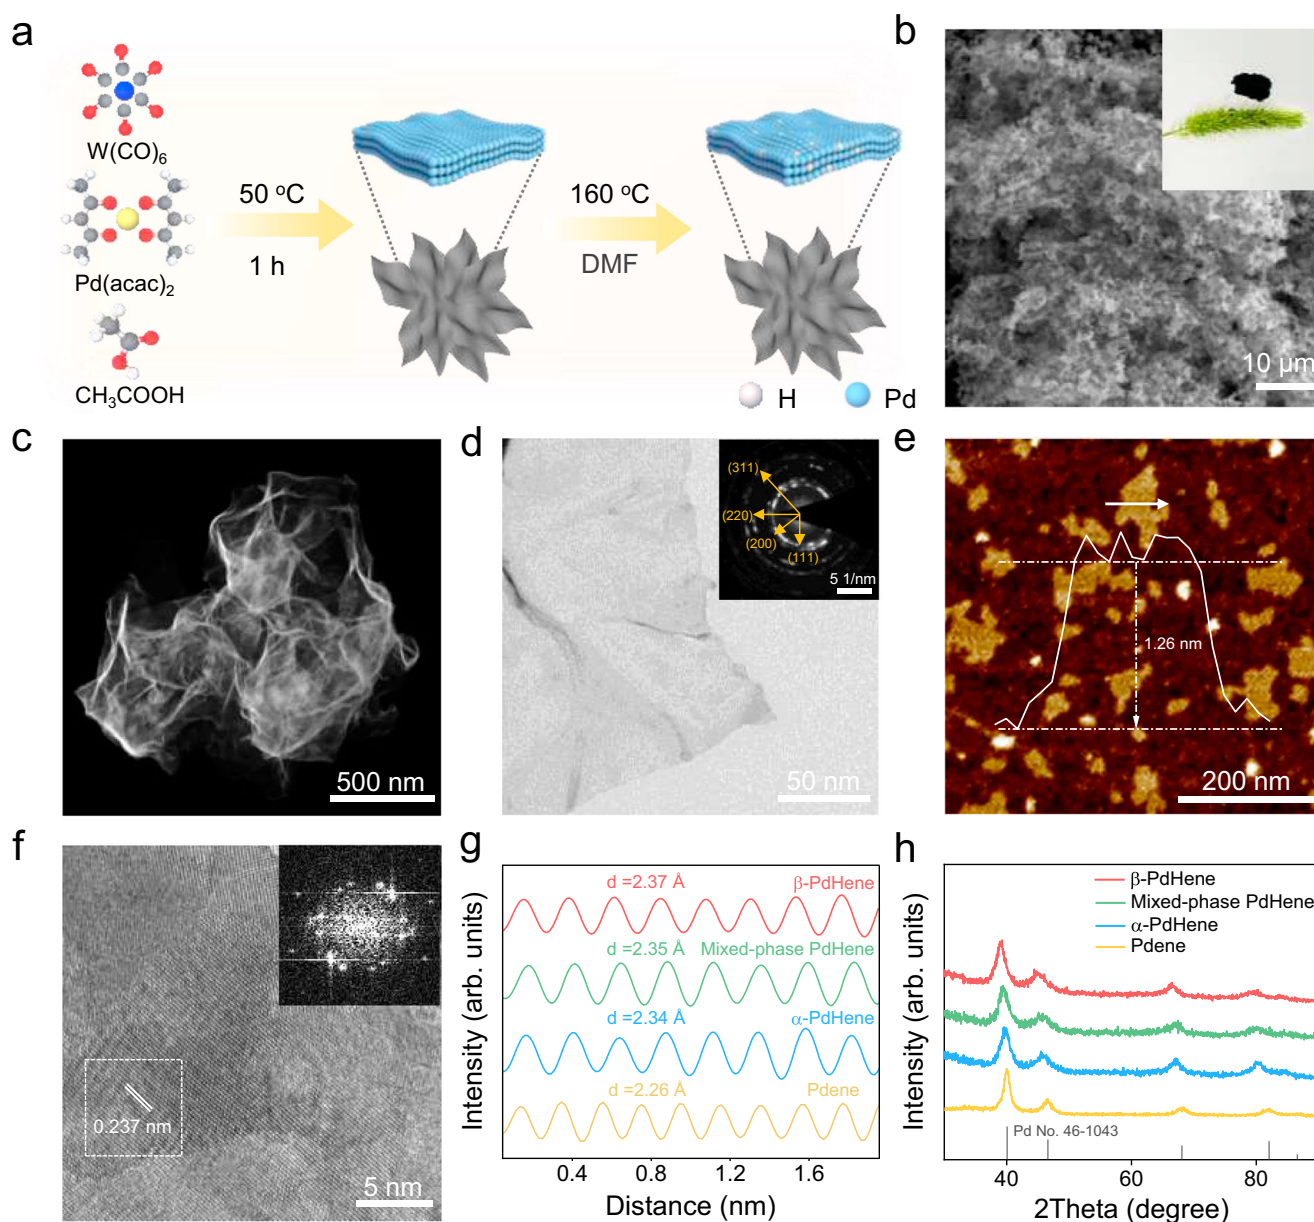 a
W(CO)6
Pd(acac)2
CH3COOH
50 oC
1 h
160 oC
DMF
H
Pd
b
10 μm
c
500 nm
d
(311)
(220)
(200)
(111)
5 1/nm
50 nm
e
1.26 nm
200 nm
f
0.237 nm
5 nm
g
Intensity (arb. units)
d =2.37 Å
β-PdHene
d =2.35 Å
Mixed-phase PdHene
d =2.34 Å
α-PdHene
d =2.26 Å
Pdene
0.4
0.8
1.2
1.6
Distance (nm)
h
Intensity (arb. units)
β-PdHene
Mixed-phase PdHene
α-PdHene
Pdene
Pd No. 46-1043
40
60
80
2Theta (degree)